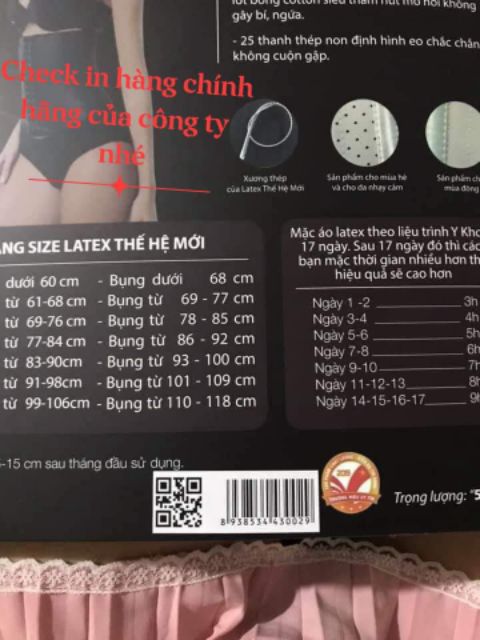 lót bông cotton siêu thấm hút mồ hôi không
gây bí, ngứa.
- 25 thanh thép non định hình eo chắc chắn
không cuộn gập.
Check in hàng chính
hãng của công ty
nhé
Xương thép
của Latex Thế Hệ Mới
Sản phẩm cho mùa hè
và cho da nhạy cảm
Sản phẩm ch
mùa đông
ẢNG SIZE LATEX THẾ HỆ MỚI
dưới 60 cm - Bụng dưới 68 cm
từ 61-68 cm - Bụng từ 69 - 77 cm
từ 69-76 cm - Bụng từ 78 - 85 cm
từ 77-84 cm - Bụng từ 86 - 92 cm
từ 83-90cm - Bụng từ 93 - 100 cm
từ 91-98cm - Bụng từ 101 - 109 cm
từ 99-106cm - Bụng từ 110 - 118 cm
Mặc áo latex theo liệu trình Y Kho
17 ngày. Sau 17 ngày đó thì các
bạn mặc thời gian nhiều hơn th
hiệu quả sẽ cao hơn
Ngày 1 -2 3h
Ngày 3-4 4h
Ngày 5-6 5h
Ngày 7-8 6h
Ngày 9-10 7h
Ngày 11-12-13 8h
Ngày 14-15-16-17 9h
-15 cm sau tháng đầu sử dụng.
8 938534 430029
Trọng lượng: "5